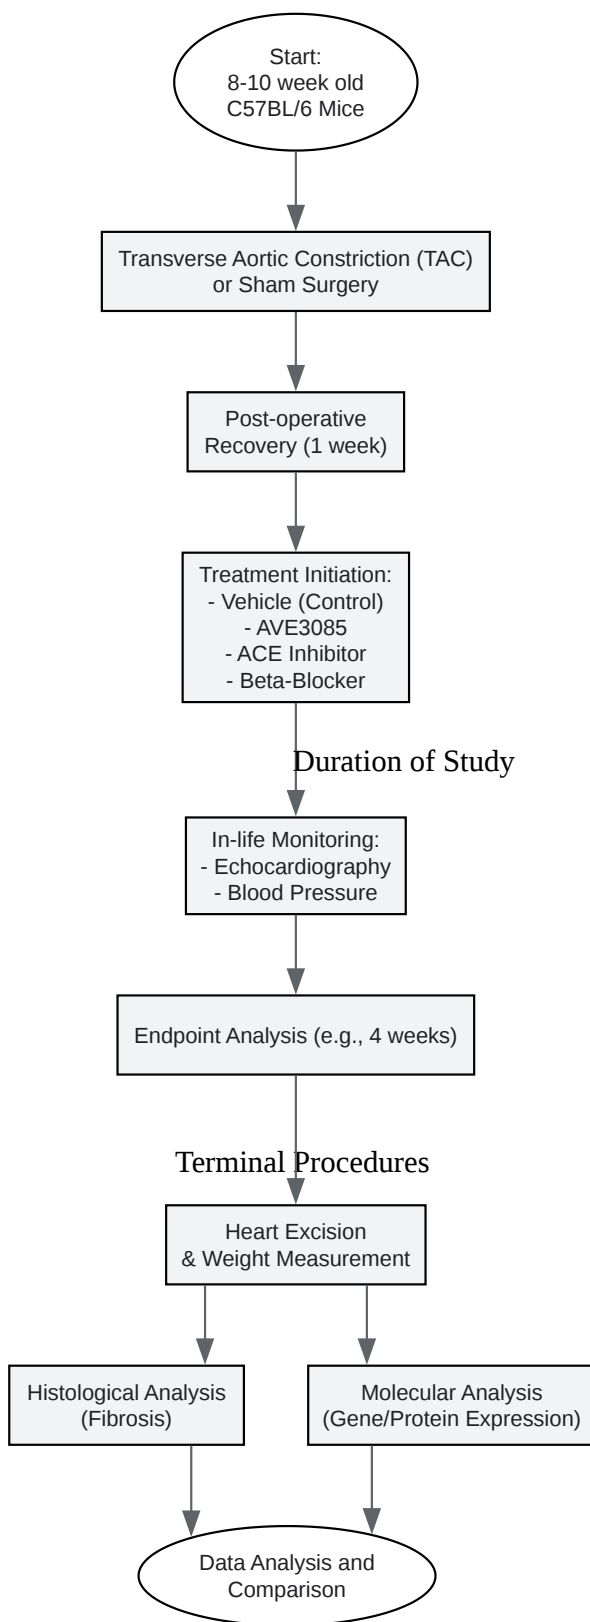 Start:
8-10 week old
C57BL/6 Mice
Transverse Aortic Constriction (TAC)
or Sham Surgery
Post-operative
Recovery (1 week)
Treatment Initiation:
- Vehicle (Control)
- AVE3085
- ACE Inhibitor
- Beta-Blocker
Duration of Study
In-life Monitoring:
- Echocardiography
- Blood Pressure
Endpoint Analysis (e.g., 4 weeks)
Terminal Procedures
Heart Excision
& Weight Measurement
Histological Analysis
(Fibrosis)
Molecular Analysis
(Gene/Protein Expression)
Data Analysis and
Comparison